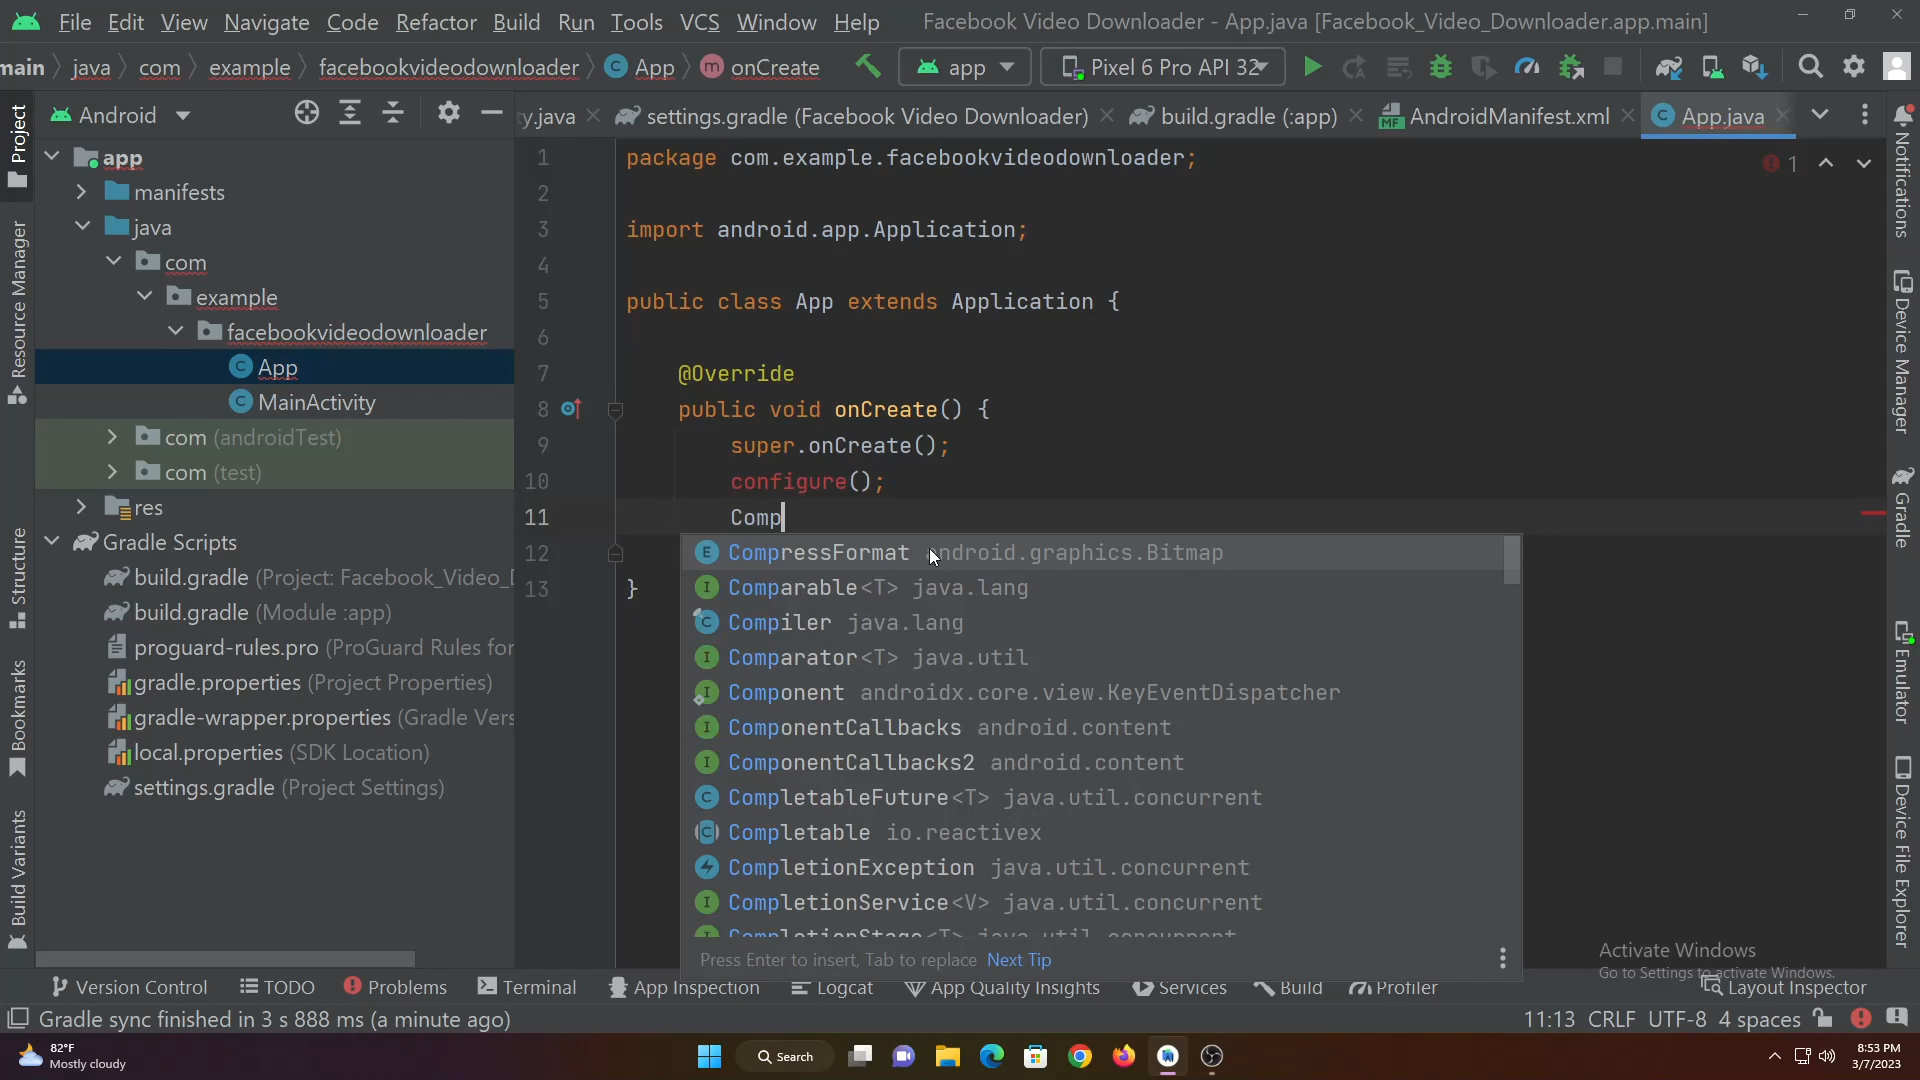 File Edit View Navigate Code Refactor Build Run Tools VCS Window Help Facebook Video Downloader - App.java [Facebook_Video_Downloader.app.main]
main java com example facebookvideodownloader App onCreate app Pixel 6 Pro API 32
Android
y.java settings.gradle (Facebook Video Downloader) build.gradle (:app) AndroidManifest.xml App.java
Project
Resource Manager
Structure
Bookmarks
Build Variants
app
manifests
java
com
example
facebookvideodownloader
App
MainActivity
com (androidTest)
com (test)
res
Gradle Scripts
build.gradle (Project: Facebook_Video_
build.gradle (Module :app)
proguard-rules.pro (ProGuard Rules for
gradle.properties (Project Properties)
gradle-wrapper.properties (Gradle Vers
local.properties (SDK Location)
settings.gradle (Project Settings)
1 package com.example.facebookvideodownloader;
1
2
3 import android.app.Application;
4
5 public class App extends Application {
6
7 @Override
8 public void onCreate() {
9 super.onCreate();
10 configure();
11 Comp
12
13 }
CompressFormat android.graphics.Bitmap
Comparable<T> java.lang
Compiler java.lang
Comparator<T> java.util
Component androidx.core.view.KeyEventDispatcher
ComponentCallbacks android.content
ComponentCallbacks2 android.content
CompletableFuture<T> java.util.concurrent
Completable io.reactivex
CompletionException java.util.concurrent
CompletionService<V> java.util.concurrent
CompletionStage<T> java.util.concurrent
Press Enter to insert, Tab to replace Next Tip
Notifications
Device Manager
Gradle
Emulator
Device File Explorer
Activate Windows
Go to Settings to activate Windows.
Version Control TODO Problems Terminal App Inspection Logcat App Quality Insights Services Build Profiler Layout Inspector
Gradle sync finished in 3 s 888 ms (a minute ago) 11:13 CRLF UTF-8 4 spaces
82°F
Mostly cloudy
Search
8:53 PM
3/7/2023